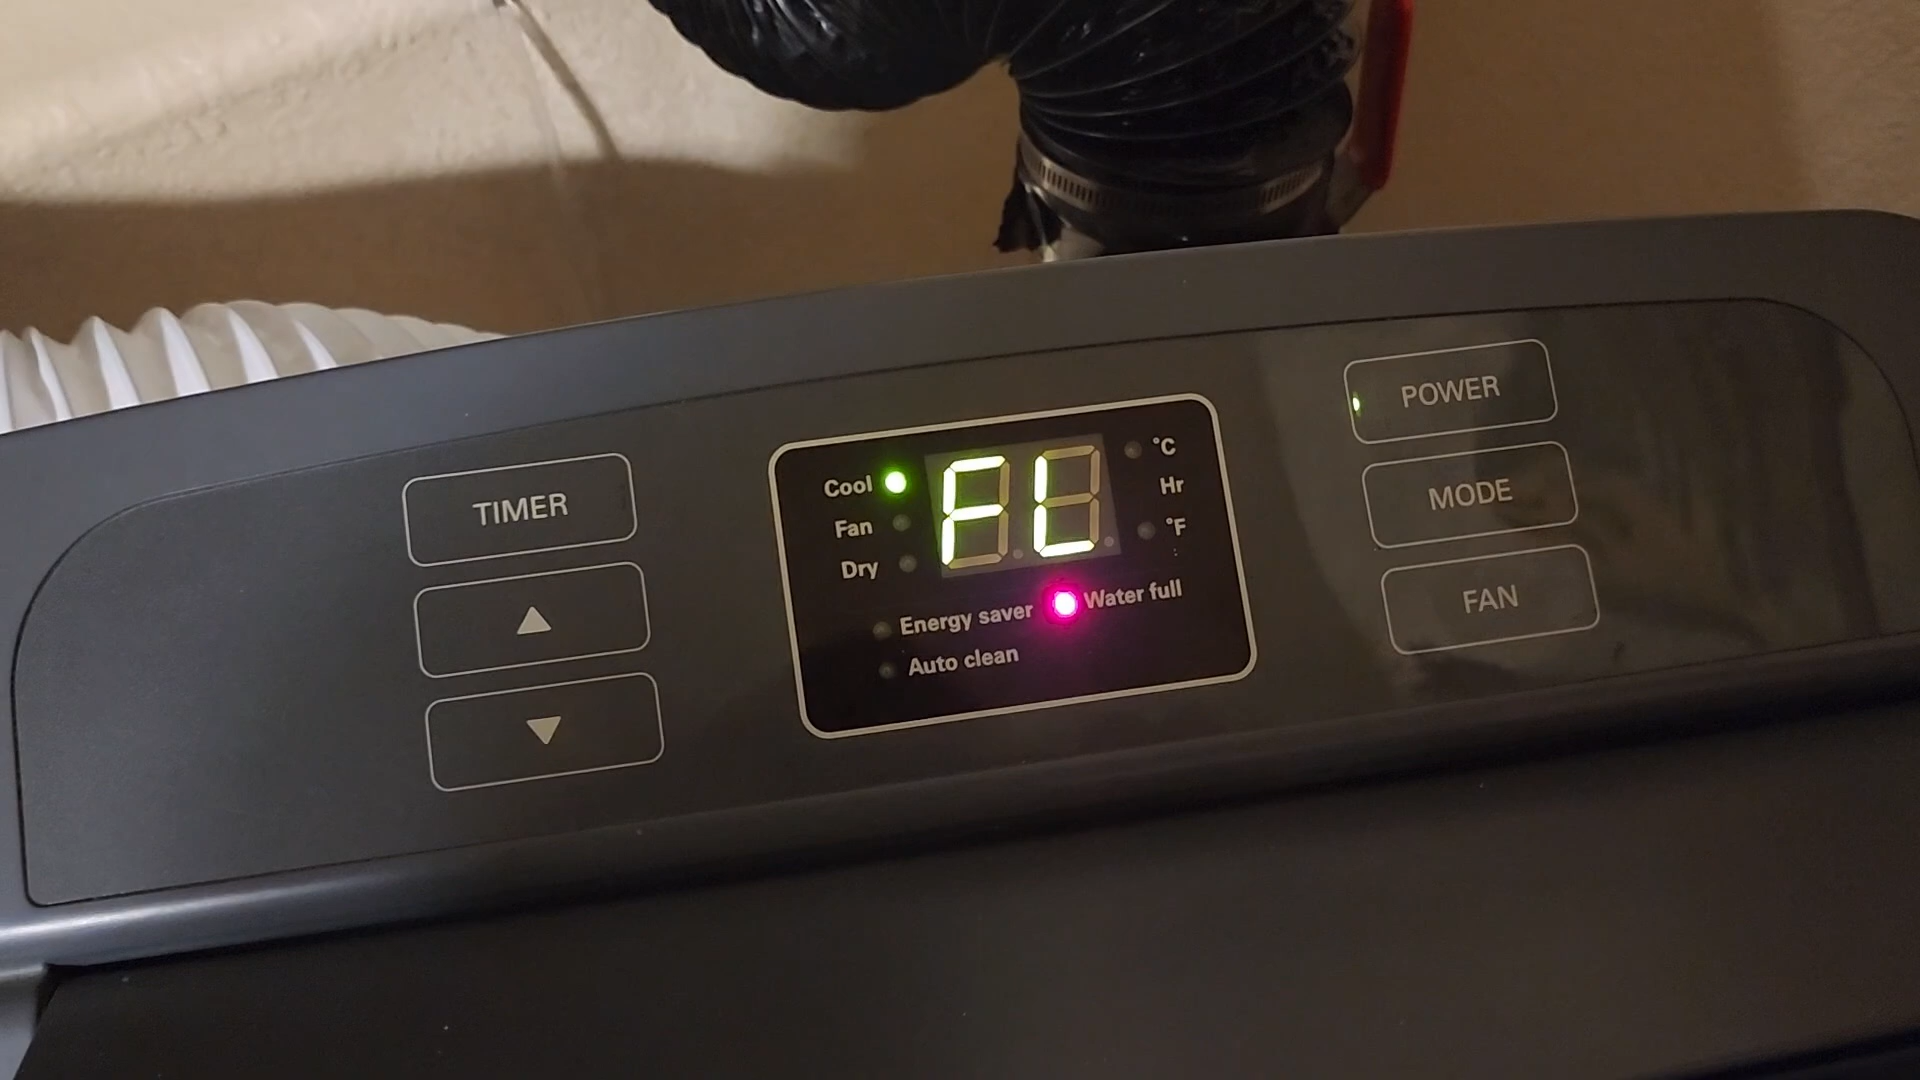 TIMER
▲
▼
Cool
Fan
Dry
FL
°C
Hr
°F
Energy saver
Water full
Auto clean
POWER
MODE
FAN